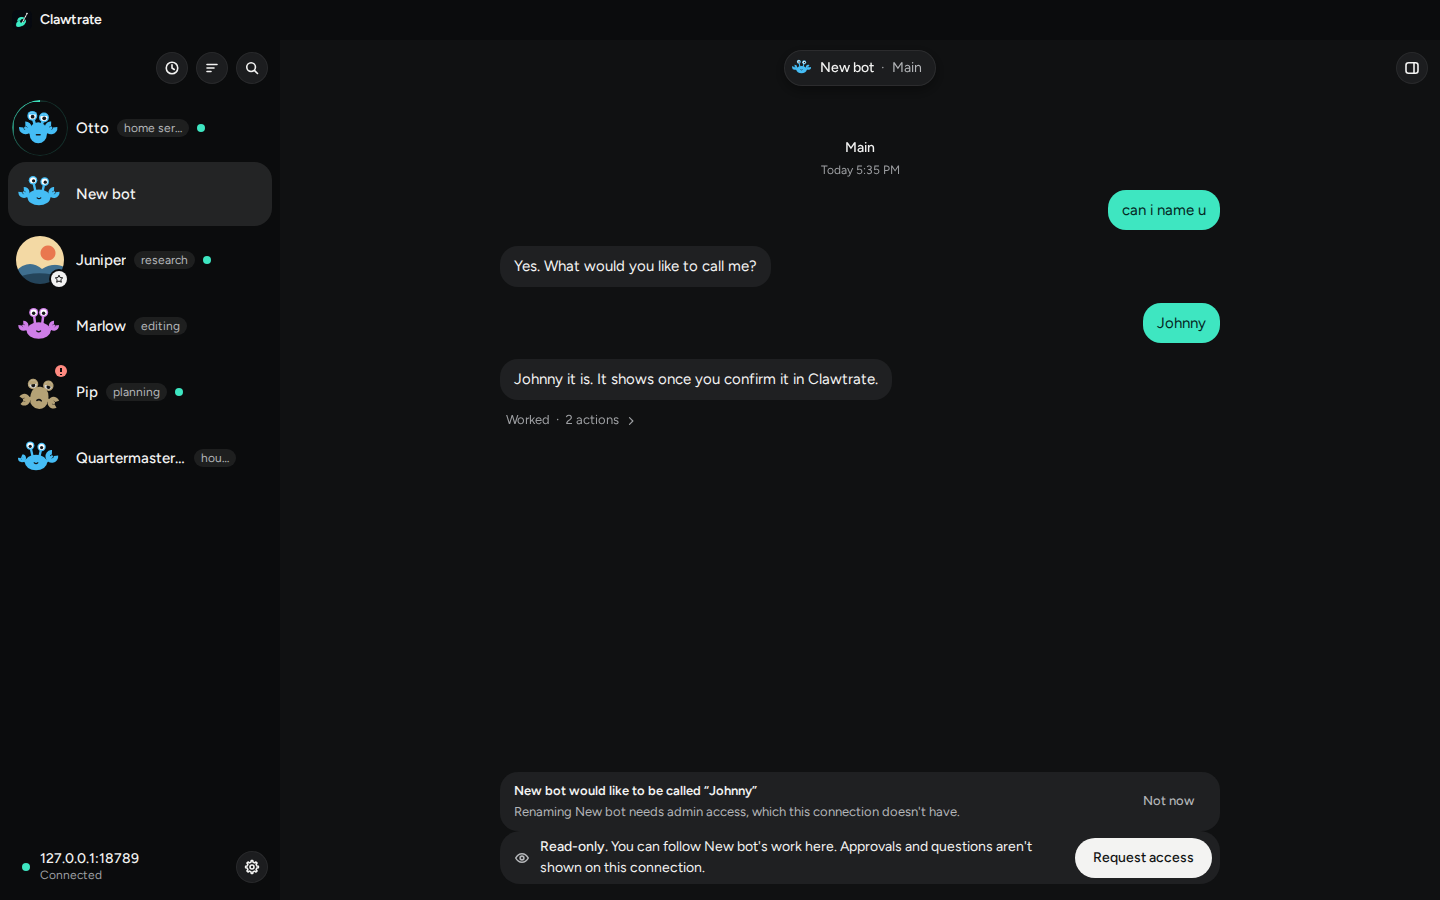 Clawtrate
New bot · Main
Otto home ser...
New bot
Juniper research
Marlow editing
Pip planning
Quartermaster... hou...
127.0.0.1:18789
Connected
Main
Today 5:35 PM
can i name u
Yes. What would you like to call me?
Johnny
Johnny it is. It shows once you confirm it in Clawtrate.
Worked · 2 actions
New bot would like to be called “Johnny”
Renaming New bot needs admin access, which this connection doesn't have.
Not now
Read-only. You can follow New bot's work here. Approvals and questions aren't
shown on this connection.
Request access